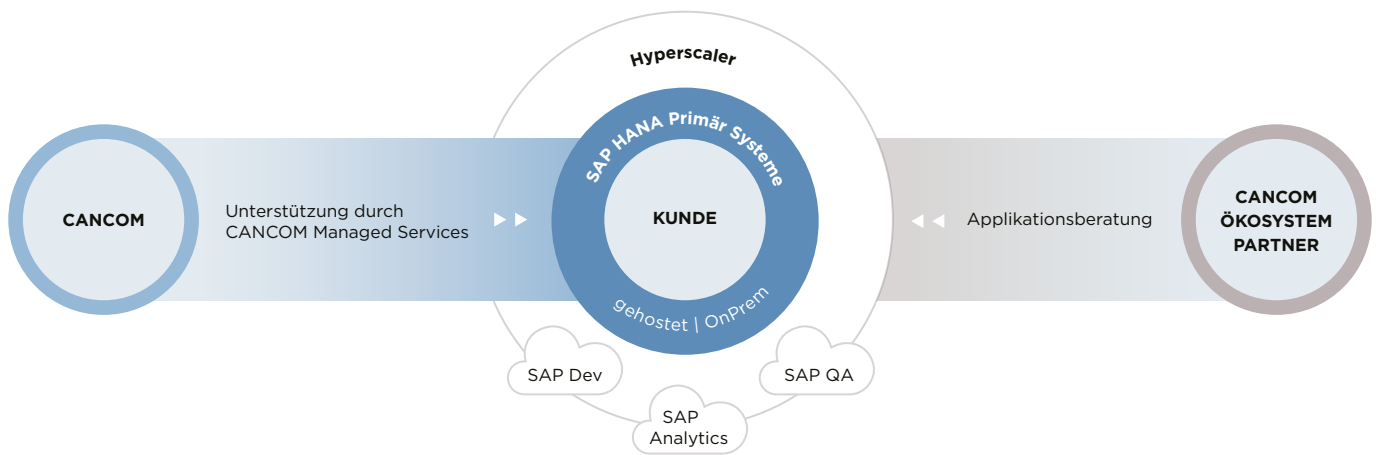 Hyperscaler
SAP HANA Primär Systeme
KUNDE
gehostet | OnPrem
CANCOM
Unterstützung durch
CANCOM Managed Services
Applikationsberatung
CANCOM
ÖKOSYSTEM
PARTNER
SAP Dev
SAP QA
SAP
Analytics